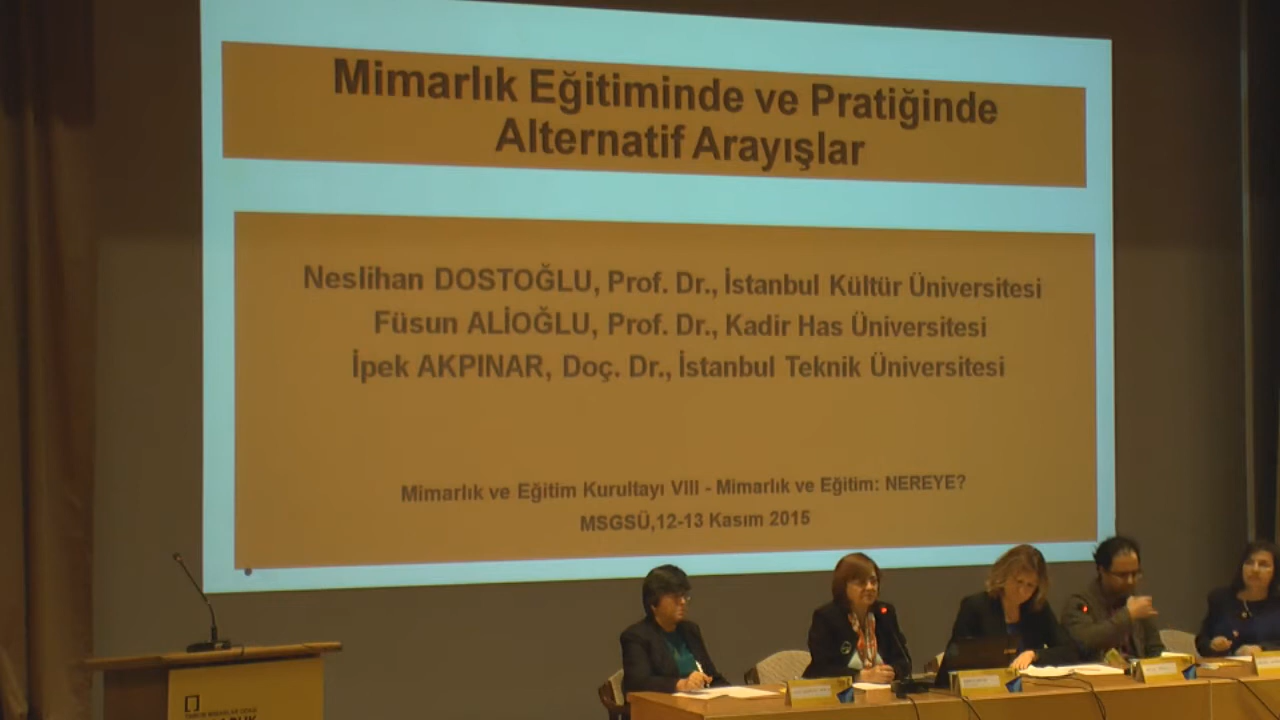 Mimarlık Eğitiminde ve Pratiğinde
Alternatif Arayışlar
Neslihan DOSTOĞLU, Prof. Dr., İstanbul Kültür Üniversitesi
Füsun ALİOĞLU, Prof. Dr., Kadir Has Üniversitesi
İpek AKPINAR, Doç. Dr., İstanbul Teknik Üniversitesi
Mimarlık ve Eğitim Kurultayı VIII - Mimarlık ve Eğitim: NEREYE?
MSGSÜ,12-13 Kasım 2015